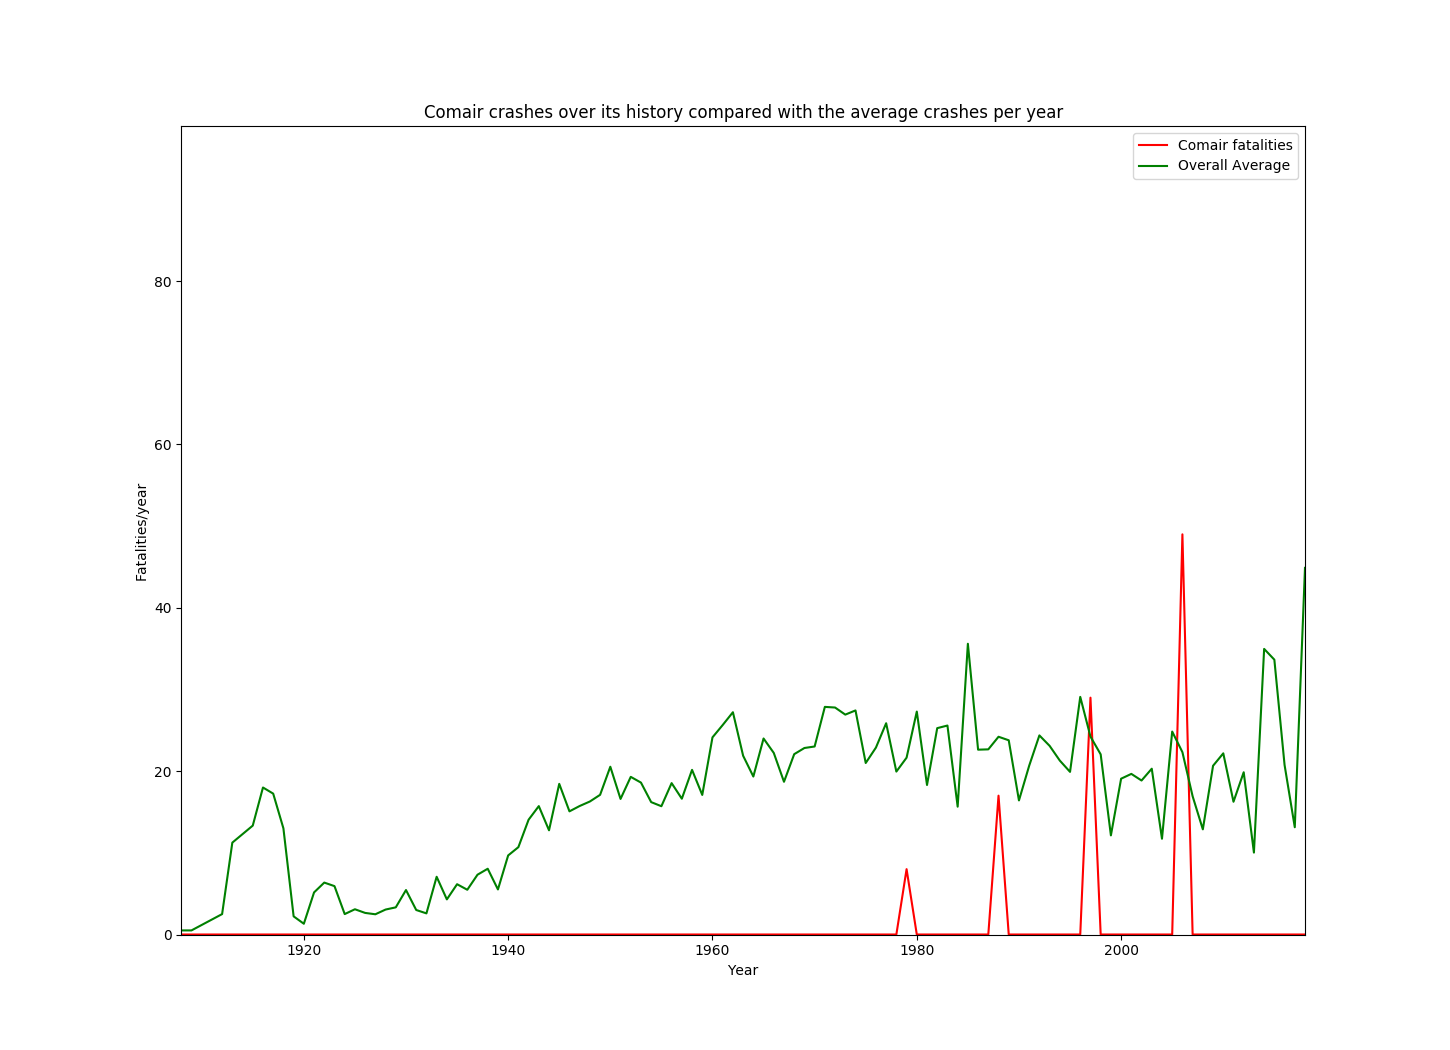 Comair crashes over its history compared with the average crashes per year
Comair fatalities
Overall Average
80
60
40
20
0
Fatalities/year
1920 1940 1960 1980 2000
Year